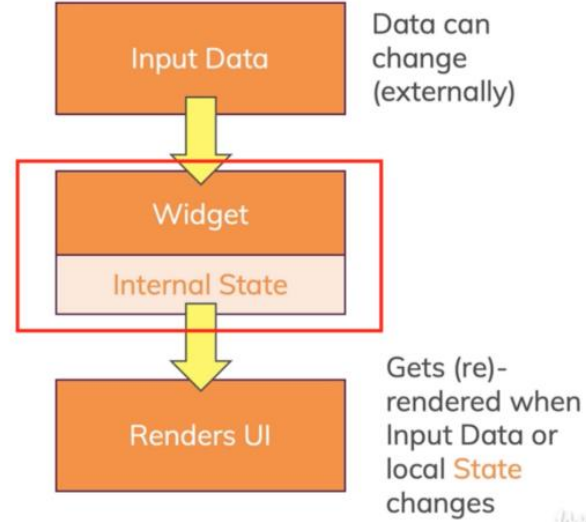 Input Data
Data can
change
(externally)
Widget
Internal State
Renders UI
Gets (re)-
rendered when
Input Data or
local State
changes